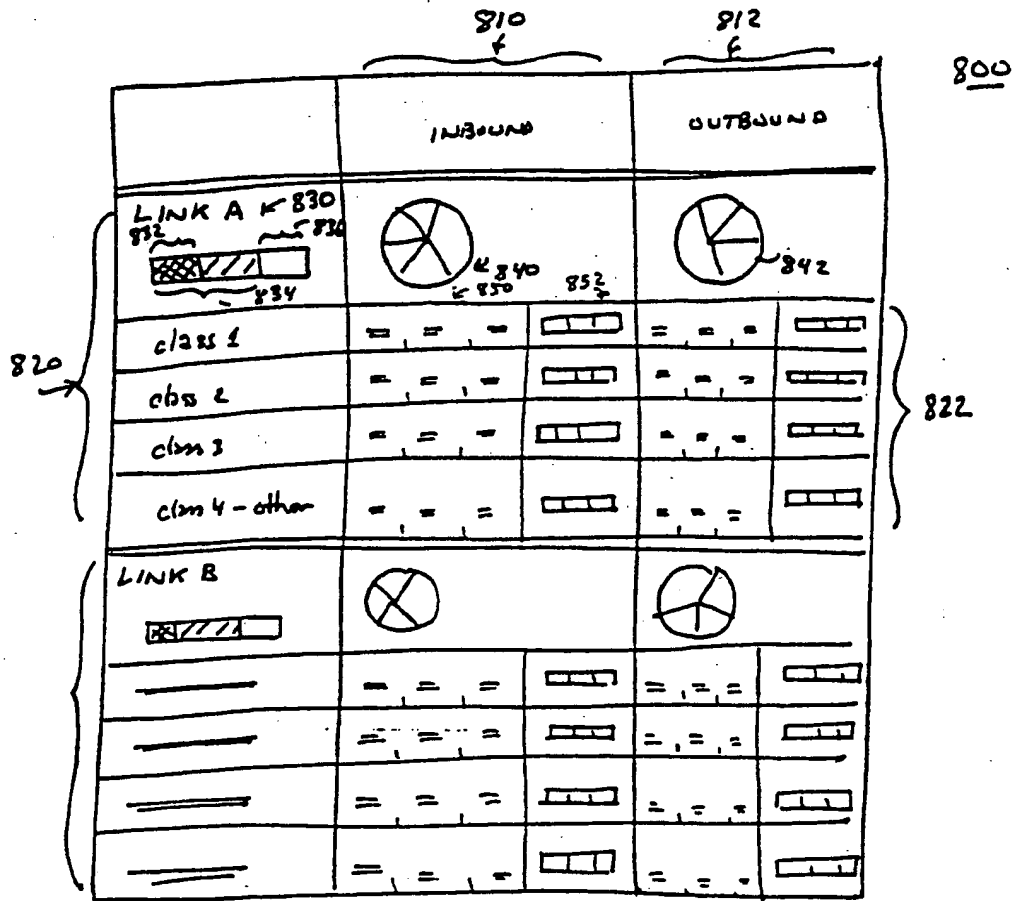 810 812
800
INBOUND OUTBOUND
LINK A 830
832 836
840 842
834 850 852
class 1
820
class 2
822
class 3
class 4 - other
LINK B